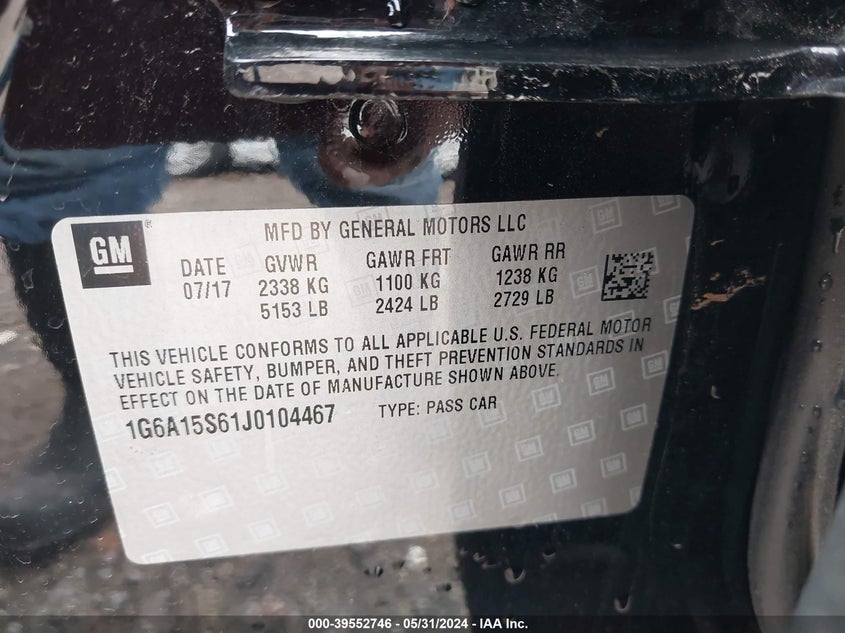 GM
MFD BY GENERAL MOTORS LLC
DATE GVWR GAWR FRT GAWR RR
07/17 2338 KG 1100 KG 1238 KG
5153 LB 2424 LB 2729 LB
THIS VEHICLE CONFORMS TO ALL APPLICABLE U.S. FEDERAL MOTOR
VEHICLE SAFETY, BUMPER, AND THEFT PREVENTION STANDARDS IN
EFFECT ON THE DATE OF MANUFACTURE SHOWN ABOVE.
1G6A15S61J0104467 TYPE: PASS CAR
000-39552746 - 05/31/2024 - IAA Inc.